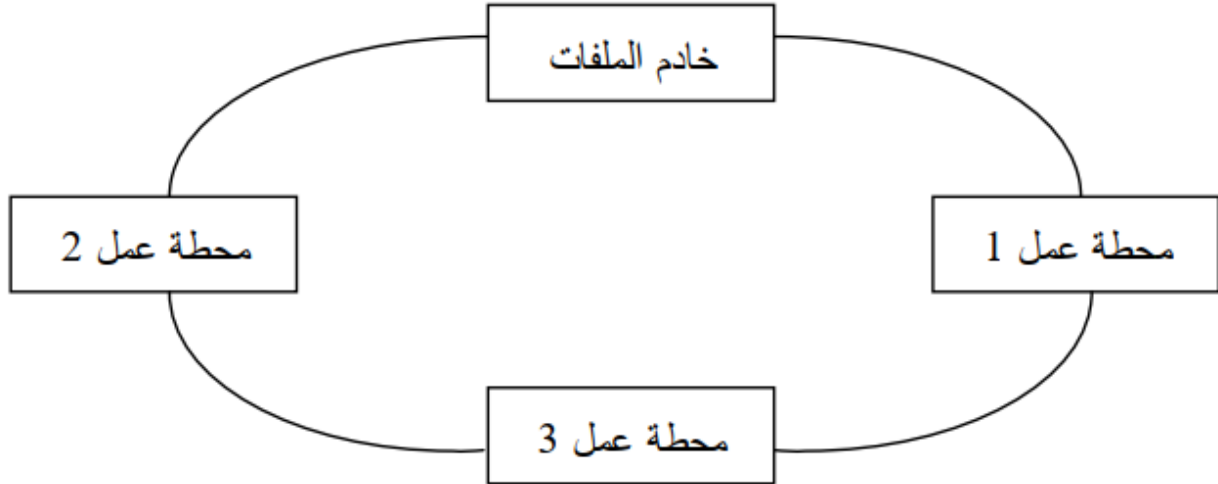 خادم الملفات
محطة عمل 1
محطة عمل 2
محطة عمل 3